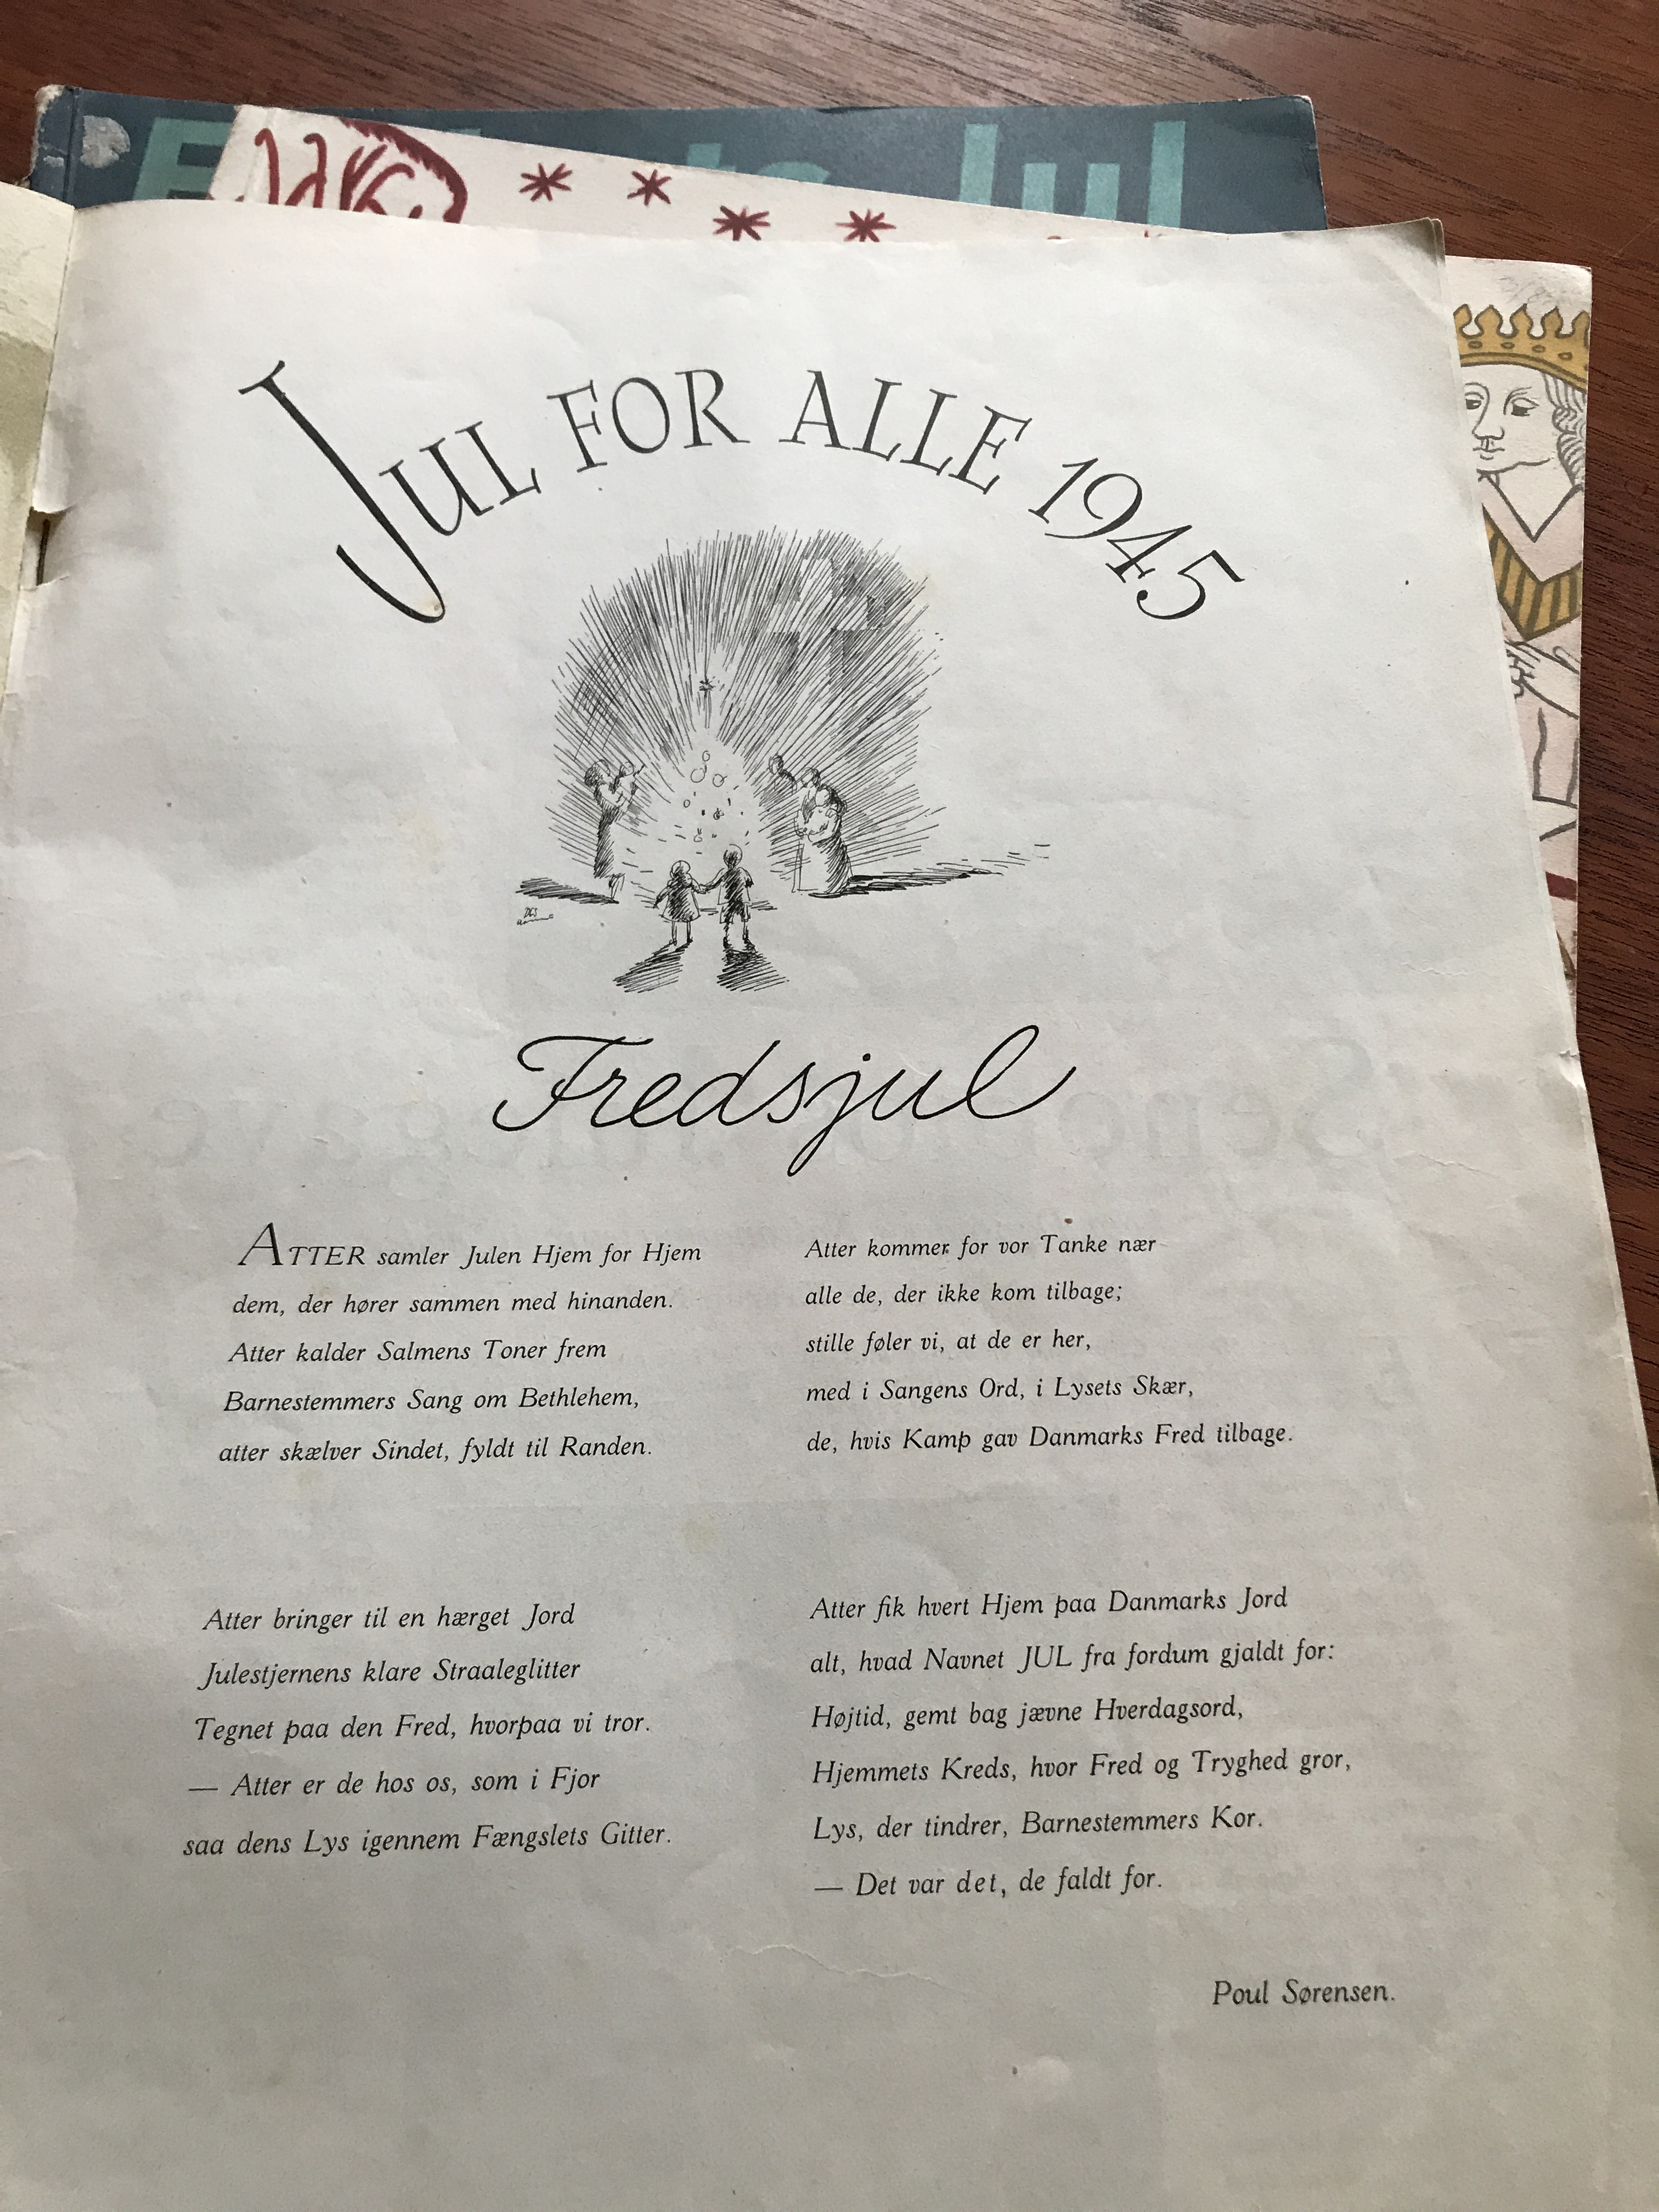 Jul
JUL FOR ALLE 1945
Fredsjul
ATTER samler Julen Hjem for Hjem
dem, der hører sammen med hinanden.
Atter kalder Salmens Toner frem
Barnestemmers Sang om Bethlehem,
atter skælver Sindet, fyldt til Randen.
Atter bringer til en hærget Jord
Julestjernens klare Straaleglitter
Tegnet paa den Fred, hvorpaa vi tror.
— Atter er de hos os, som i Fjor
saa dens Lys igennem Fængslets Gitter.
Atter kommer for vor Tanke nær
alle de, der ikke kom tilbage;
stille føler vi, at de er her,
med i Sangens Ord, i Lysets Skær,
de, hvis Kamp gav Danmarks Fred tilbage.
Atter fik hvert Hjem paa Danmarks Jord
alt, hvad Navnet JUL fra fordum gjaldt for:
Højtid, gemt bag jævne Hverdagsord,
Hjemmets Kreds, hvor Fred og Tryghed gror,
Lys, der tindrer, Barnestemmers Kor.
— Det var det, de faldt for.
Poul Sørensen.